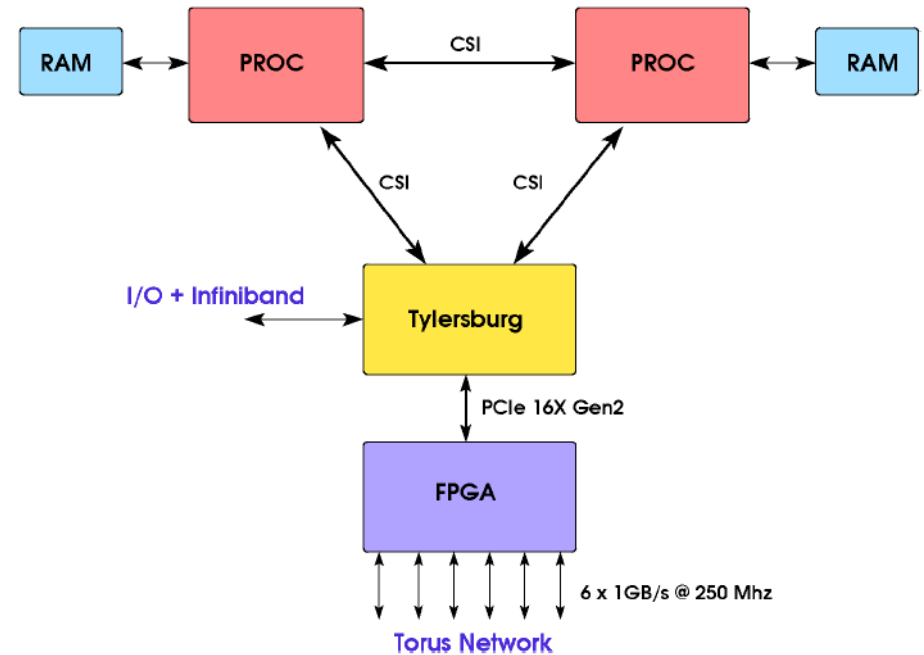 RAM
PROC
CSI
PROC
RAM
CSI
CSI
I/O + Infiniband
Tylersburg
PCIe 16X Gen2
FPGA
6 x 1GB/s @ 250 Mhz
Torus Network